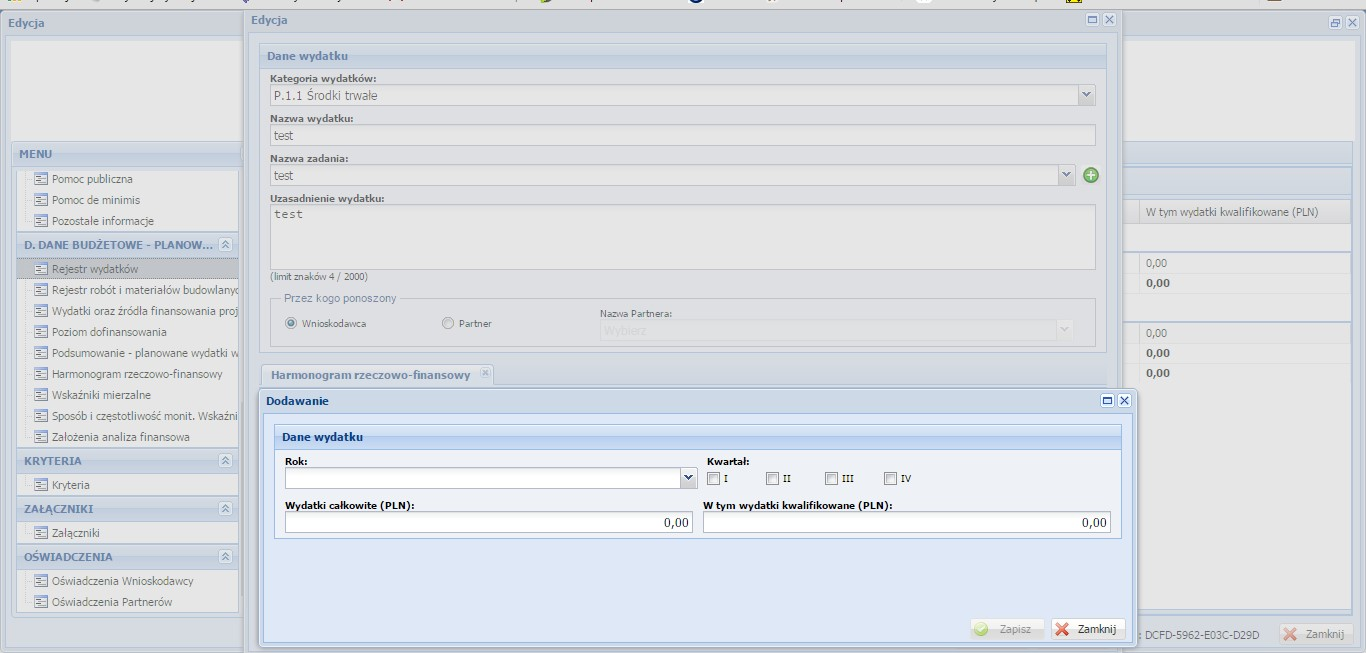 Edycja
Edycja
Dane wydatku
Kategoria wydatków:
P.1.1 Środki trwałe
Nazwa wydatku:
test
Nazwa zadania:
test
Uzasadnienie wydatku:
test
(limit znaków 4 / 2000)
Przez kogo ponoszony
Wnioskodawca
Partner
Nazwa Partnera:
Wybierz
Harmonogram rzeczowo-finansowy
MENU
Pomoc publiczna
Pomoc de minimis
Pozostałe informacje
D. DANE BUDŻETOWE - PLANOW...
Rejestr wydatków
Rejestr robót i materiałów budowlanyc
Wydatki oraz źródła finansowania proj
Poziom dofinansowania
Podsumowanie - planowane wydatki w
Harmonogram rzeczowo-finansowy
Wskaźniki mierzalne
Sposób i częstotliwość monit. Wskaźni
Założenia analiza finansowa
KRYTERIA
Kryteria
ZAŁĄCZNIKI
Załączniki
OŚWIADCZENIA
Oświadczenia Wnioskodawcy
Oświadczenia Partnerów
W tym wydatki kwalifikowane (PLN)
0,00
0,00
0,00
0,00
0,00
Dodawanie
Dane wydatku
Rok:
Kwartał:
I II III IV
Wydatki całkowite (PLN):
0,00
W tym wydatki kwalifikowane (PLN):
0,00
Zapisz
Zamknij
: DCFD-5962-E03C-D29D
Zamknij